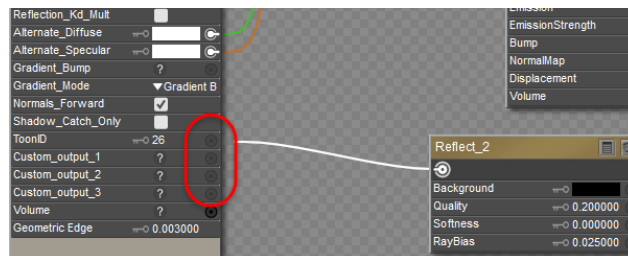 Reflection_Kd_Mult
Alternate_Diffuse
Alternate_Specular
Gradient_Bump ?
Gradient_Mode ▼Gradient B
Normals_Forward
Shadow_Catch_Only
ToonID 26
Custom_output_1 ?
Custom_output_2 ?
Custom_output_3 ?
Volume ?
Geometric Edge 0.003000
Emission
EmissionStrength
Bump
NormalMap
Displacement
Volume
Reflect_2
Background
Quality 0.200000
Softness 0.000000
RayBias 0.025000